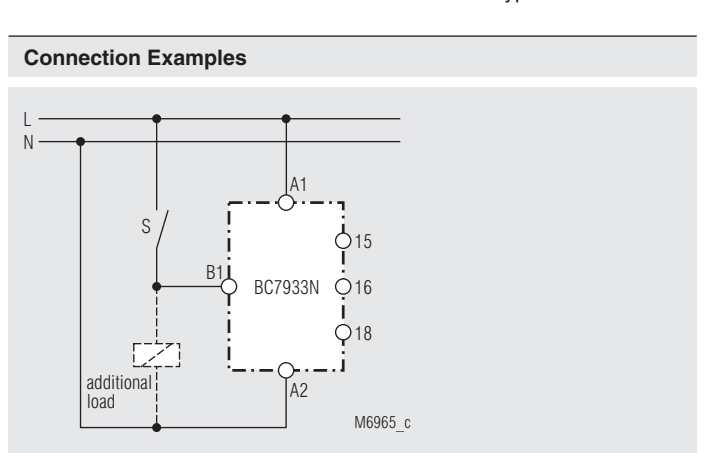 Connection Examples
L
N
A1
S
15
B1
BC7933N
16
18
additional
load
A2
M6965_c